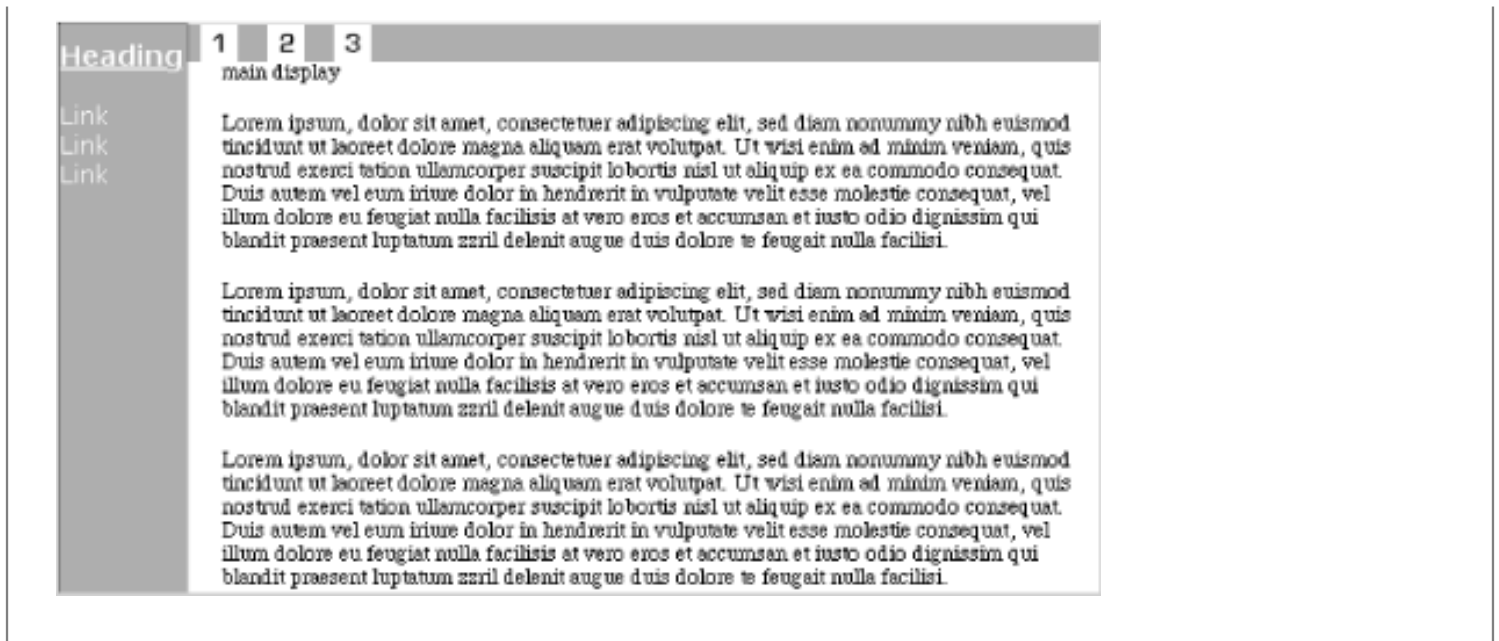 Heading
Link
Link
Link
1 2 3
main display
Lorem ipsum, dolor sit amet, consectetuer adipiscing elit, sed diam nonummy nibh euismod
tincidunt ut laoreet dolore magna aliquam erat volutpat. Ut wisi enim ad minim veniam, quis
nostrud exerci tation ullamcorper suscipit lobortis nisl ut aliquip ex ea commodo consequat.
Duis autem vel eum iriure dolor in hendrerit in vulputate velit esse molestie consequat, vel
illum dolore eu feugiat nulla facilisis at vero eros et accumsan et iusto odio dignissim qui
blandit praesent luptatum zzril delenit augue duis dolore te feugait nulla facilisi.
Lorem ipsum, dolor sit amet, consectetuer adipiscing elit, sed diam nonummy nibh euismod
tincidunt ut laoreet dolore magna aliquam erat volutpat. Ut wisi enim ad minim veniam, quis
nostrud exerci tation ullamcorper suscipit lobortis nisl ut aliquip ex ea commodo consequat.
Duis autem vel eum iriure dolor in hendrerit in vulputate velit esse molestie consequat, vel
illum dolore eu feugiat nulla facilisis at vero eros et accumsan et iusto odio dignissim qui
blandit praesent luptatum zzril delenit augue duis dolore te feugait nulla facilisi.
Lorem ipsum, dolor sit amet, consectetuer adipiscing elit, sed diam nonummy nibh euismod
tincidunt ut laoreet dolore magna aliquam erat volutpat. Ut wisi enim ad minim veniam, quis
nostrud exerci tation ullamcorper suscipit lobortis nisl ut aliquip ex ea commodo consequat.
Duis autem vel eum iriure dolor in hendrerit in vulputate velit esse molestie consequat, vel
illum dolore eu feugiat nulla facilisis at vero eros et accumsan et iusto odio dignissim qui
blandit praesent luptatum zzril delenit augue duis dolore te feugait nulla facilisi.